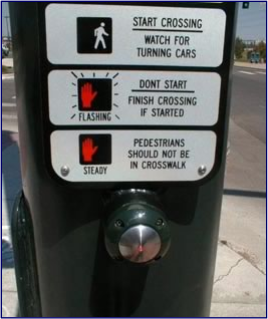 START CROSSING
WATCH FOR
TURNING CARS
DONT START
FINISH CROSSING
IF STARTED
FLASHING
PEDESTRIANS
SHOULD NOT BE
IN CROSSWALK
STEADY